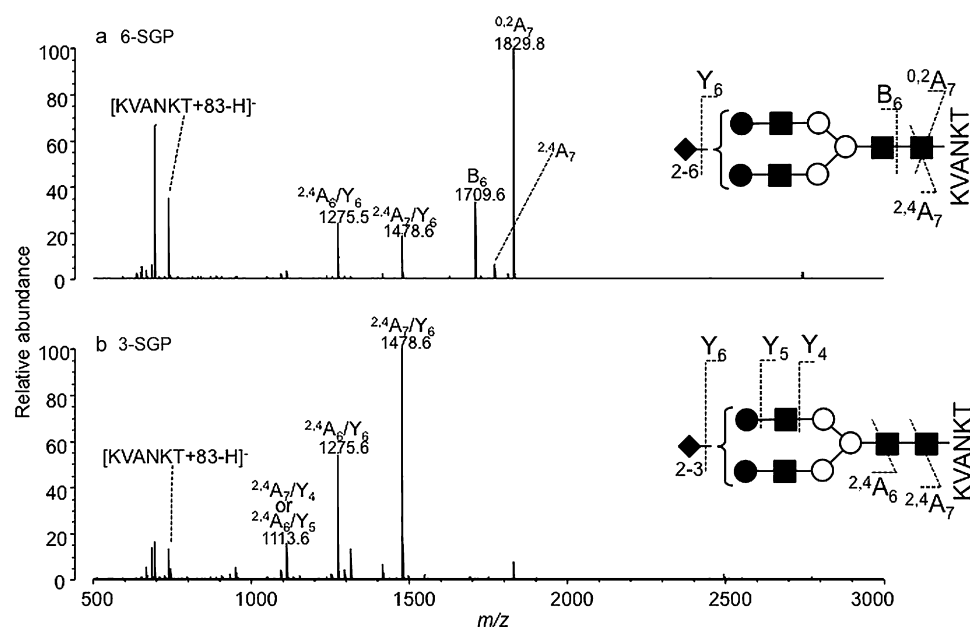 a 6-SGP
0,2A7
1829.8
[KVANKT+83-H]-
2,4A6/Y6
1275.5
2,4A7/Y6
1478.6
B6
1709.6
2,4A7
Y6
2-6
B6
0,2A7
2,4A7
KVANKT
100
80
60
40
20
0
Relative abundance
b 3-SGP
2,4A7/Y6
1478.6
2,4A6/Y6
1275.6
[KVANKT+83-H]-
2,4A7/Y4
or
2,4A6/Y5
1113.6
Y6
Y5
Y4
2-3
2,4A6
2,4A7
KVANKT
100
80
60
40
20
0
500
1000
1500
2000
2500
3000
m/z